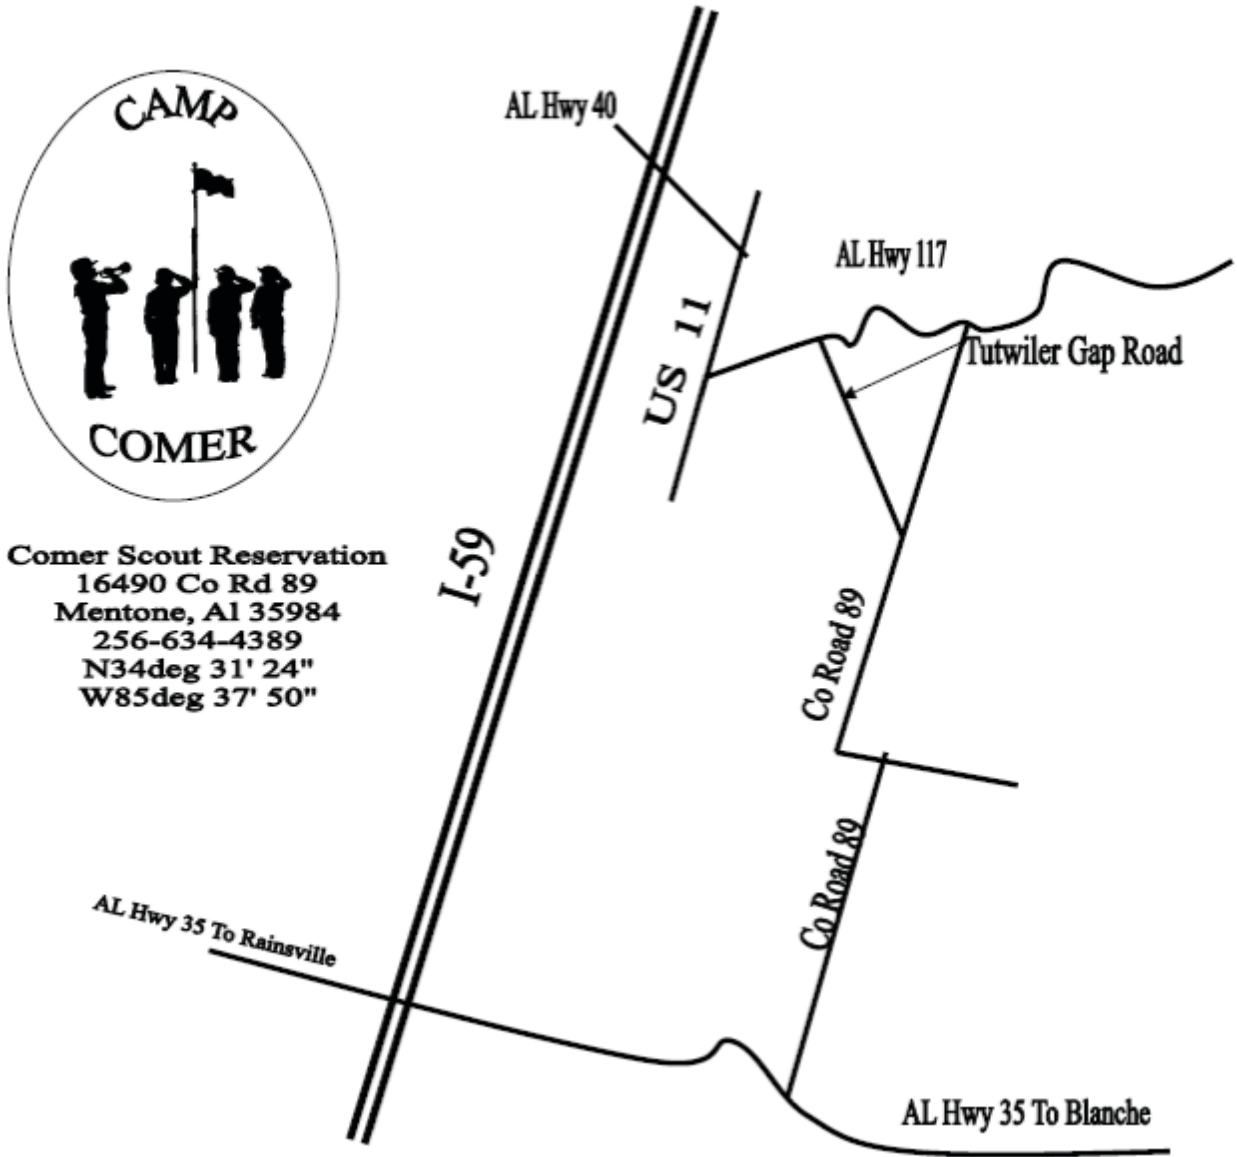 CAMP
COMER
Comer Scout Reservation
16490 Co Rd 89
Mentone, Al 35984
256-634-4389
N34deg 31' 24"
W85deg 37' 50"
AL Hwy 40
AL Hwy 117
US 11
Tutwiler Gap Road
I-59
Co Road 89
Co Road 89
AL Hwy 35 To Rainsville
AL Hwy 35 To Blanche